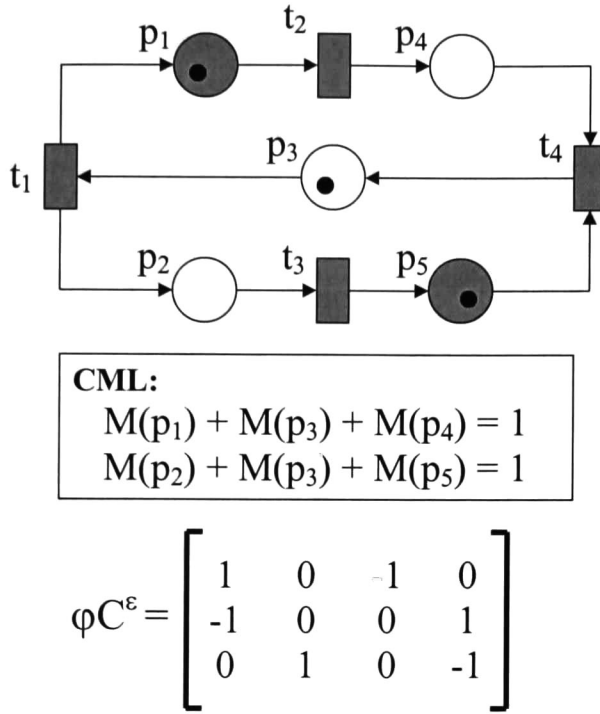 p₁ t₂ p₄
t₁ p₃ t₄
p₂ t₃ p₅
CML:
M(p₁) + M(p₃) + M(p₄) = 1
M(p₂) + M(p₃) + M(p₅) = 1
1 0 -1 0
φC^ε = -1 0 0 1
0 1 0 -1